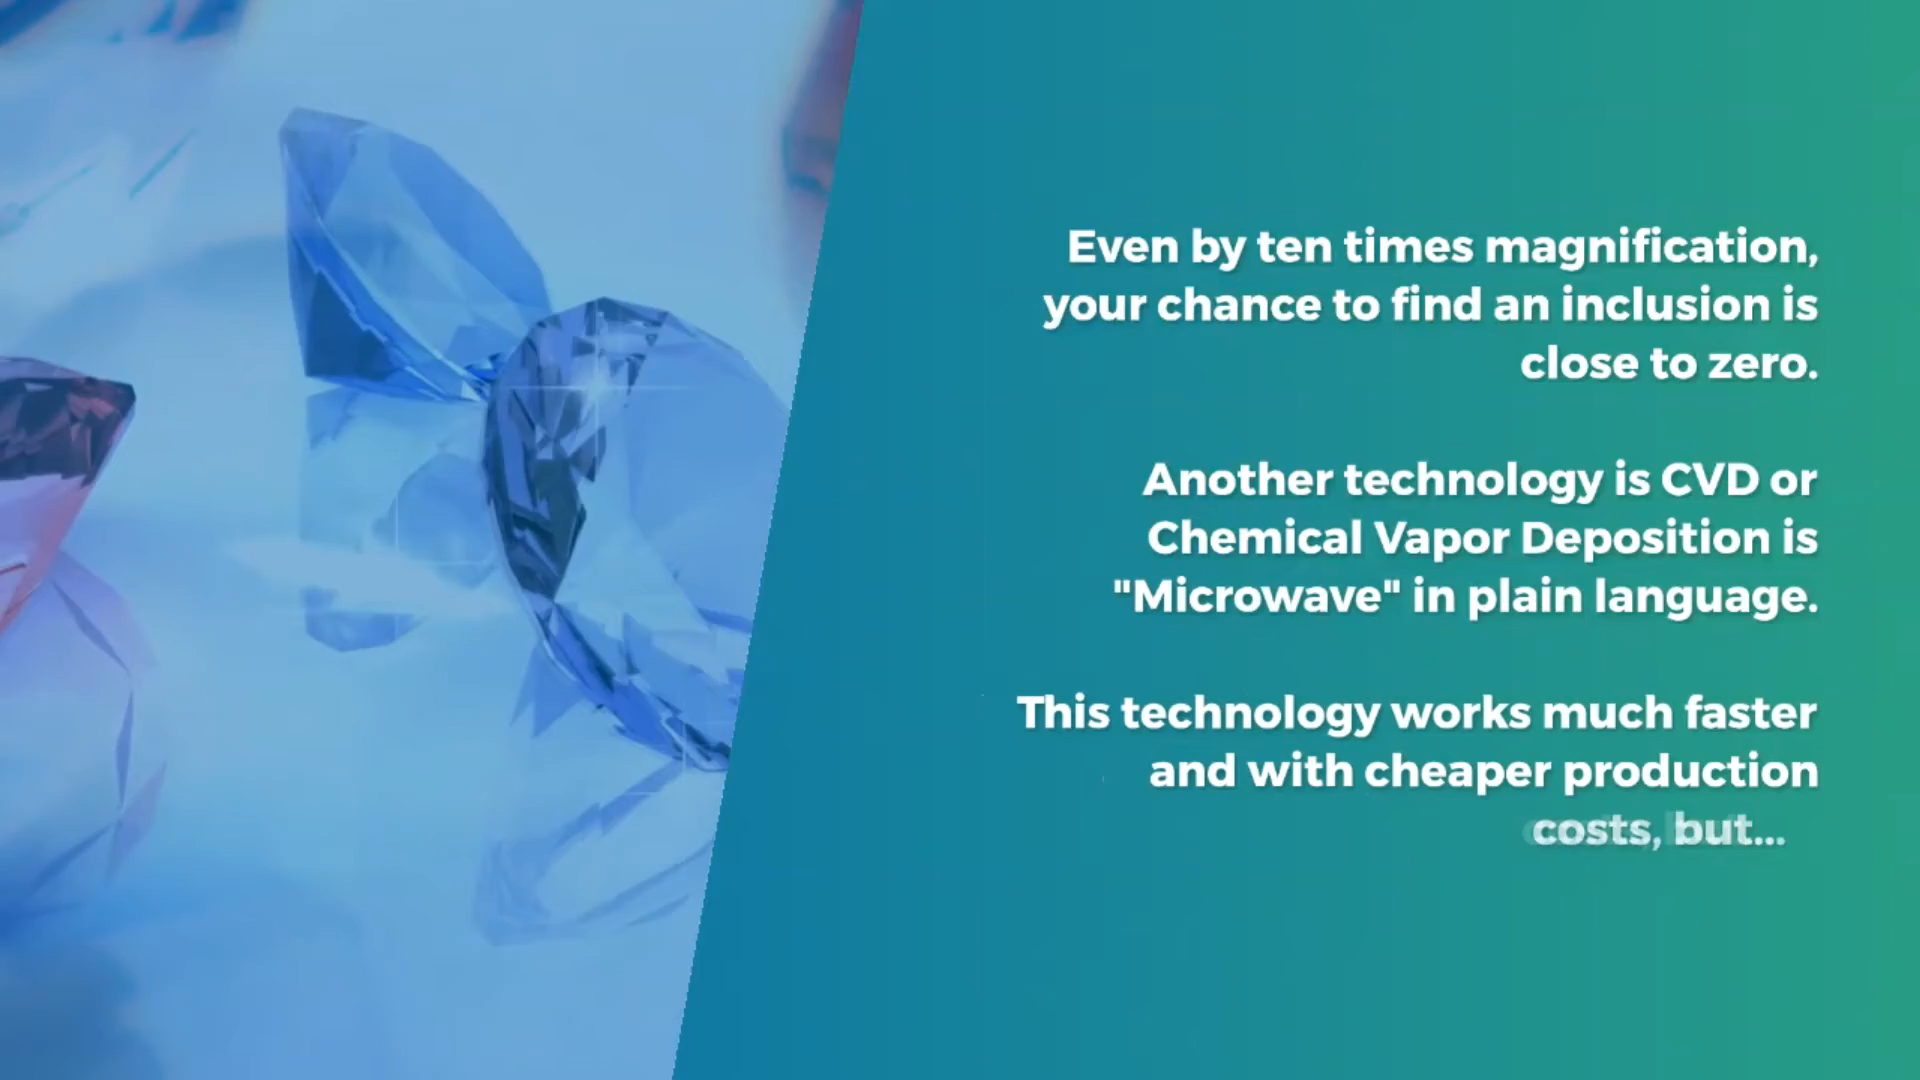 Even by ten times magnification,
your chance to find an inclusion is
close to zero.
Another technology is CVD or
Chemical Vapor Deposition is
"Microwave" in plain language.
This technology works much faster
and with cheaper production
costs, but...